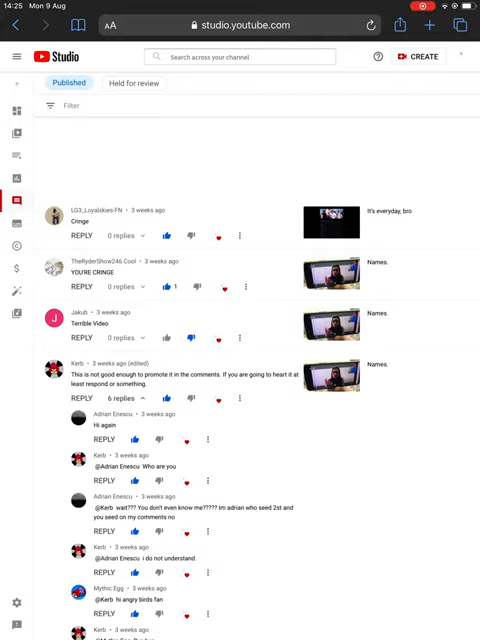 14:25 Mon 9 Aug
AA studio.youtube.com
Studio Search across your channel CREATE
Published Held for review
Filter
LG3_Loyalskies-FN • 3 weeks ago
Cringe
It's everyday, bro
REPLY 0 replies
TheRyderShow246 Cool • 3 weeks ago
YOU'RE CRINGE
Names.
REPLY 0 replies 1
Jakub • 3 weeks ago
Terrible Video
Names.
REPLY 0 replies
Kerb • 3 weeks ago (edited)
This is not good enough to promote it in the comments. If you are going to heart it at
least respond or something.
Names.
REPLY 6 replies
Adrian Enescu • 3 weeks ago
Hi again
REPLY
Kerb • 3 weeks ago
@Adrian Enescu Who are you
REPLY
Adrian Enescu • 3 weeks ago
@Kerb wait??? You don't even know me????? Im adrian who seed 2st and
you seed on my comments no
REPLY
Kerb • 3 weeks ago
@Adrian Enescu i do not understand.
REPLY
Mythic Egg • 3 weeks ago
@Kerb hi angry birds fan
REPLY
Kerb • 3 weeks ago